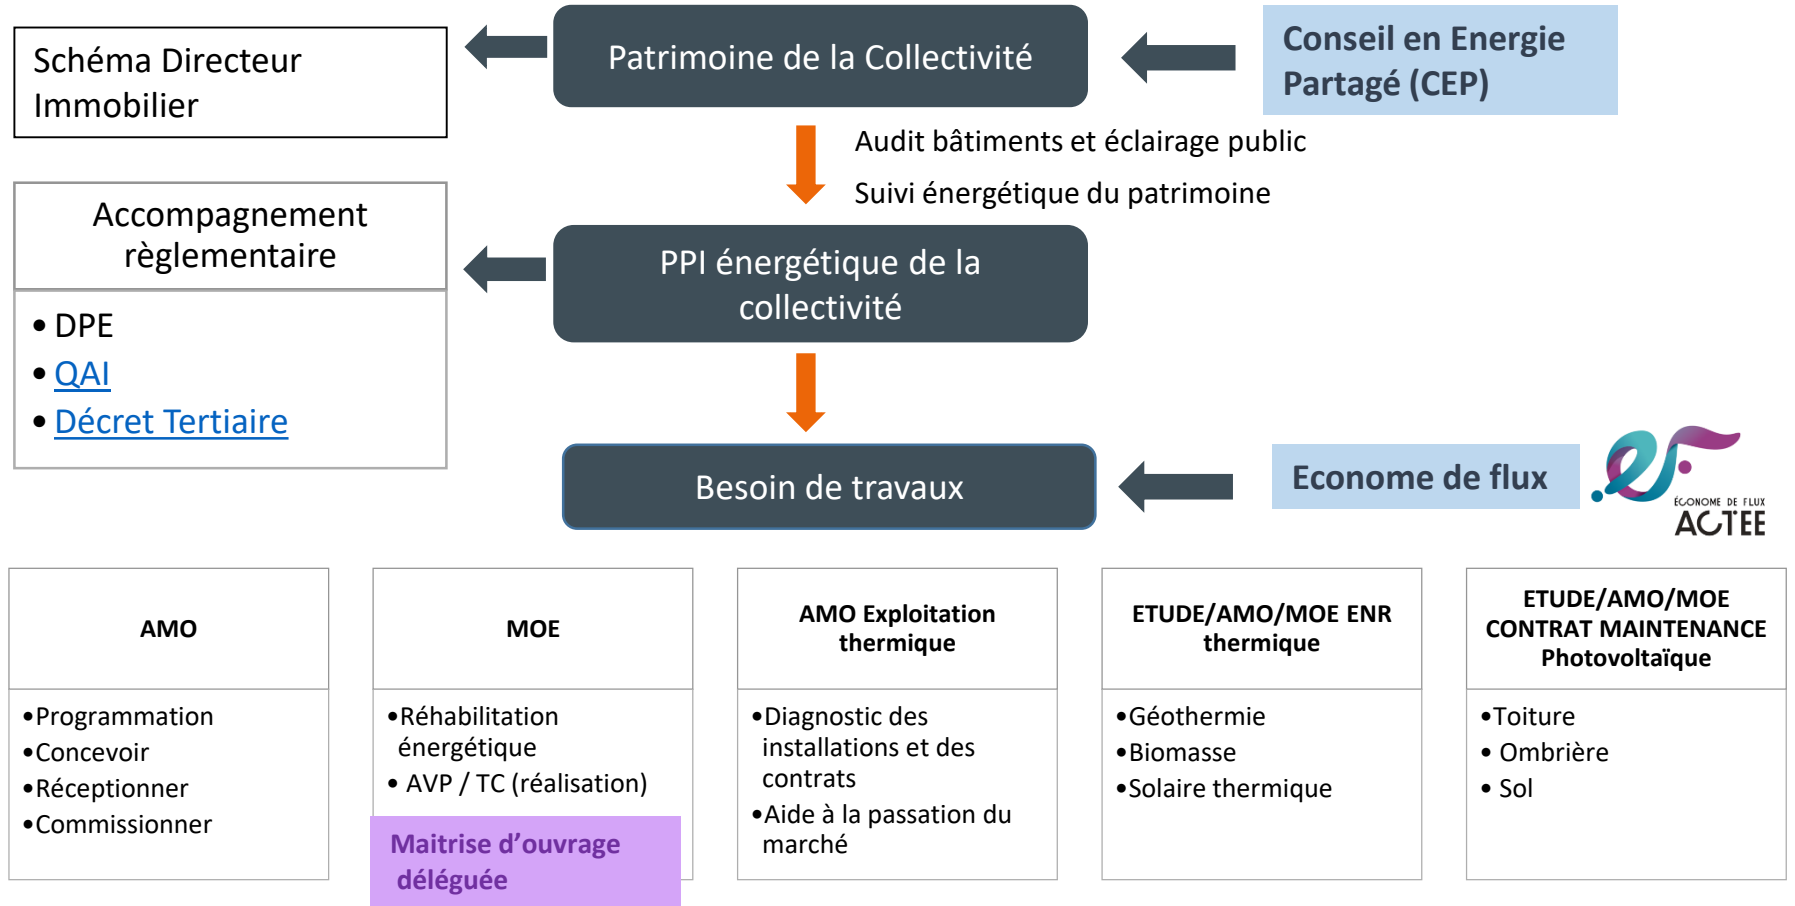 Schéma Directeur
Immobilier
Patrimoine de la Collectivité
Conseil en Energie
Partagé (CEP)
Audit bâtiments et éclairage public
Suivi énergétique du patrimoine
Accompagnement
règlementaire
• DPE
• QAI
• Décret Tertiaire
PPI énergétique de la
collectivité
Besoin de travaux
Econome de flux
ÉCONOME DE FLUX
ACTEE
AMO
•Programmation
•Concevoir
•Réceptionner
•Commissionner
MOE
•Réhabilitation
énergétique
• AVP / TC (réalisation)
Maitrise d’ouvrage
déléguée
AMO Exploitation
thermique
•Diagnostic des
installations et des
contrats
•Aide à la passation du
marché
ETUDE/AMO/MOE ENR
thermique
•Géothermie
•Biomasse
•Solaire thermique
ETUDE/AMO/MOE
CONTRAT MAINTENANCE
Photovoltaïque
•Toiture
• Ombrière
• Sol